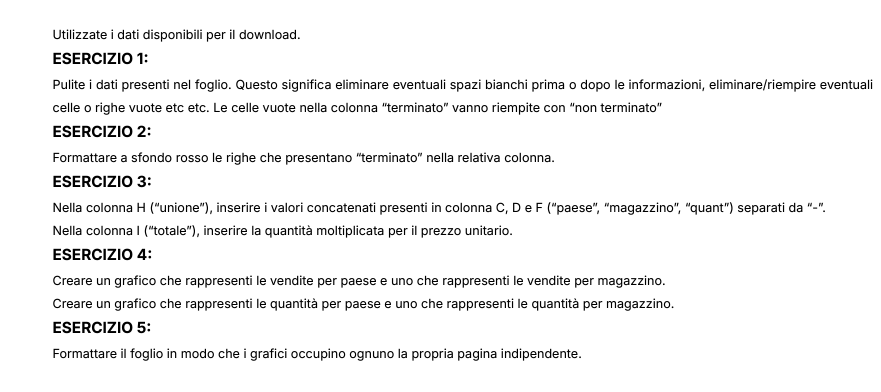 Utilizzate i dati disponibili per il download.
ESERCIZIO 1:
Pulite i dati presenti nel foglio. Questo significa eliminare eventuali spazi bianchi prima o dopo le informazioni, eliminare/riempire eventuali
celle o righe vuote etc etc. Le celle vuote nella colonna “terminato” vanno riempite con “non terminato”
ESERCIZIO 2:
Formattare a sfondo rosso le righe che presentano “terminato” nella relativa colonna.
ESERCIZIO 3:
Nella colonna H (“unione”), inserire i valori concatenati presenti in colonna C, D e F (“paese”, “magazzino”, “quant”) separati da “-”.
Nella colonna I (“totale”), inserire la quantità moltiplicata per il prezzo unitario.
ESERCIZIO 4:
Creare un grafico che rappresenti le vendite per paese e uno che rappresenti le vendite per magazzino.
Creare un grafico che rappresenti le quantità per paese e uno che rappresenti le quantità per magazzino.
ESERCIZIO 5:
Formattare il foglio in modo che i grafici occupino ognuno la propria pagina indipendente.